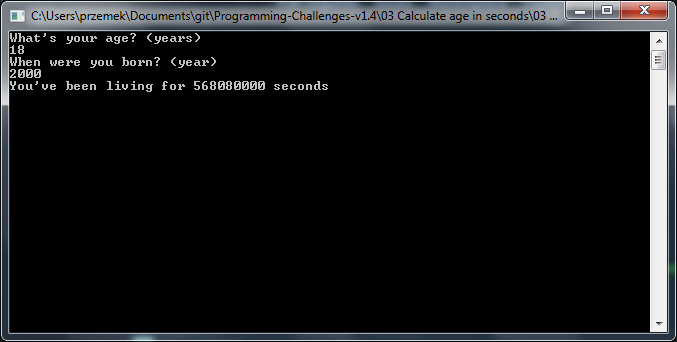 C:\Users\przemek\Documents\git\Programming-Challenges-v1.4\03 Calculate age in seconds\03 ...
What's your age? (years)
18
When were you born? (year)
2000
You've been living for 568080000 seconds